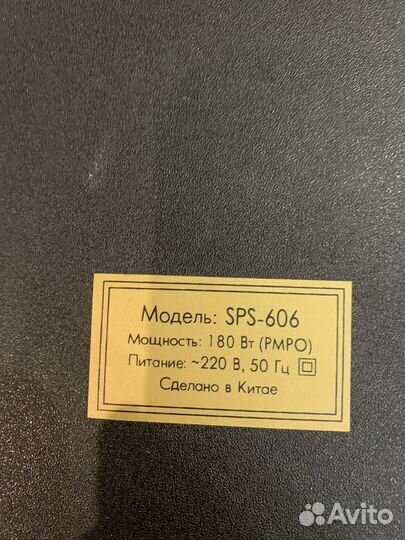 Модель: SPS-606
Мощность: 180 Вт (PMPO)
Питание: ~220 В, 50 Гц
Сделано в Китае
Avito